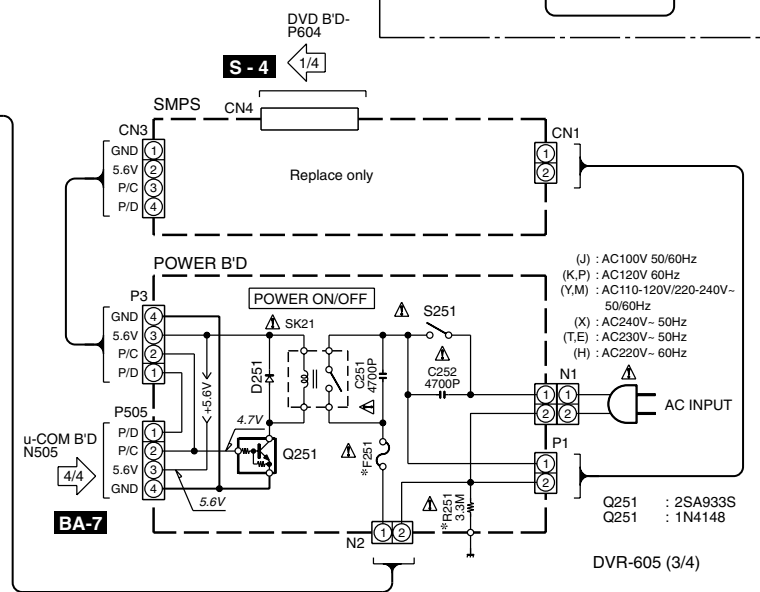 DVD B'D-
P604
S - 4
1/4
SMPS
CN4
CN3
CN1
GND 1
5.6V 2
P/C 3
P/D 4
1
2
Replace only
(J) : AC100V 50/60Hz
(K,P) : AC120V 60Hz
(Y,M) : AC110-120V/220-240V~
50/60Hz
(X) : AC240V~ 50Hz
(T,E) : AC230V~ 50Hz
(H) : AC220V~ 60Hz
POWER B'D
P3
GND 4
5.6V 3
P/C 2
P/D 1
POWER ON/OFF
SK21
S251
D251
C251
4700P
C252
4700P
+5.6V
N1
1 1
2 2
AC INPUT
P505
P/D 1
P/C 2
5.6V 3
GND 4
u-COM B'D
N505
4/4
BA-7
4.7V
Q251
5.6V
*F251
*R251
3.3M
P1
1
2
N2
1 2
Q251 : 2SA933S
Q251 : 1N4148
DVR-605 (3/4)